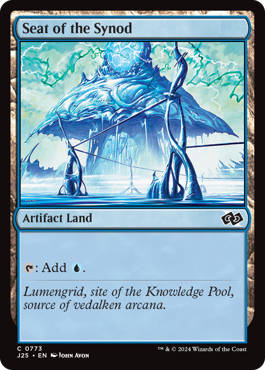 Seat of the Synod
Artifact Land
: Add .
Lumengrid, site of the Knowledge Pool,
source of vedalken arcana.
C 0773
J25 • EN John Avon
™ & © 2024 Wizards of the Coast